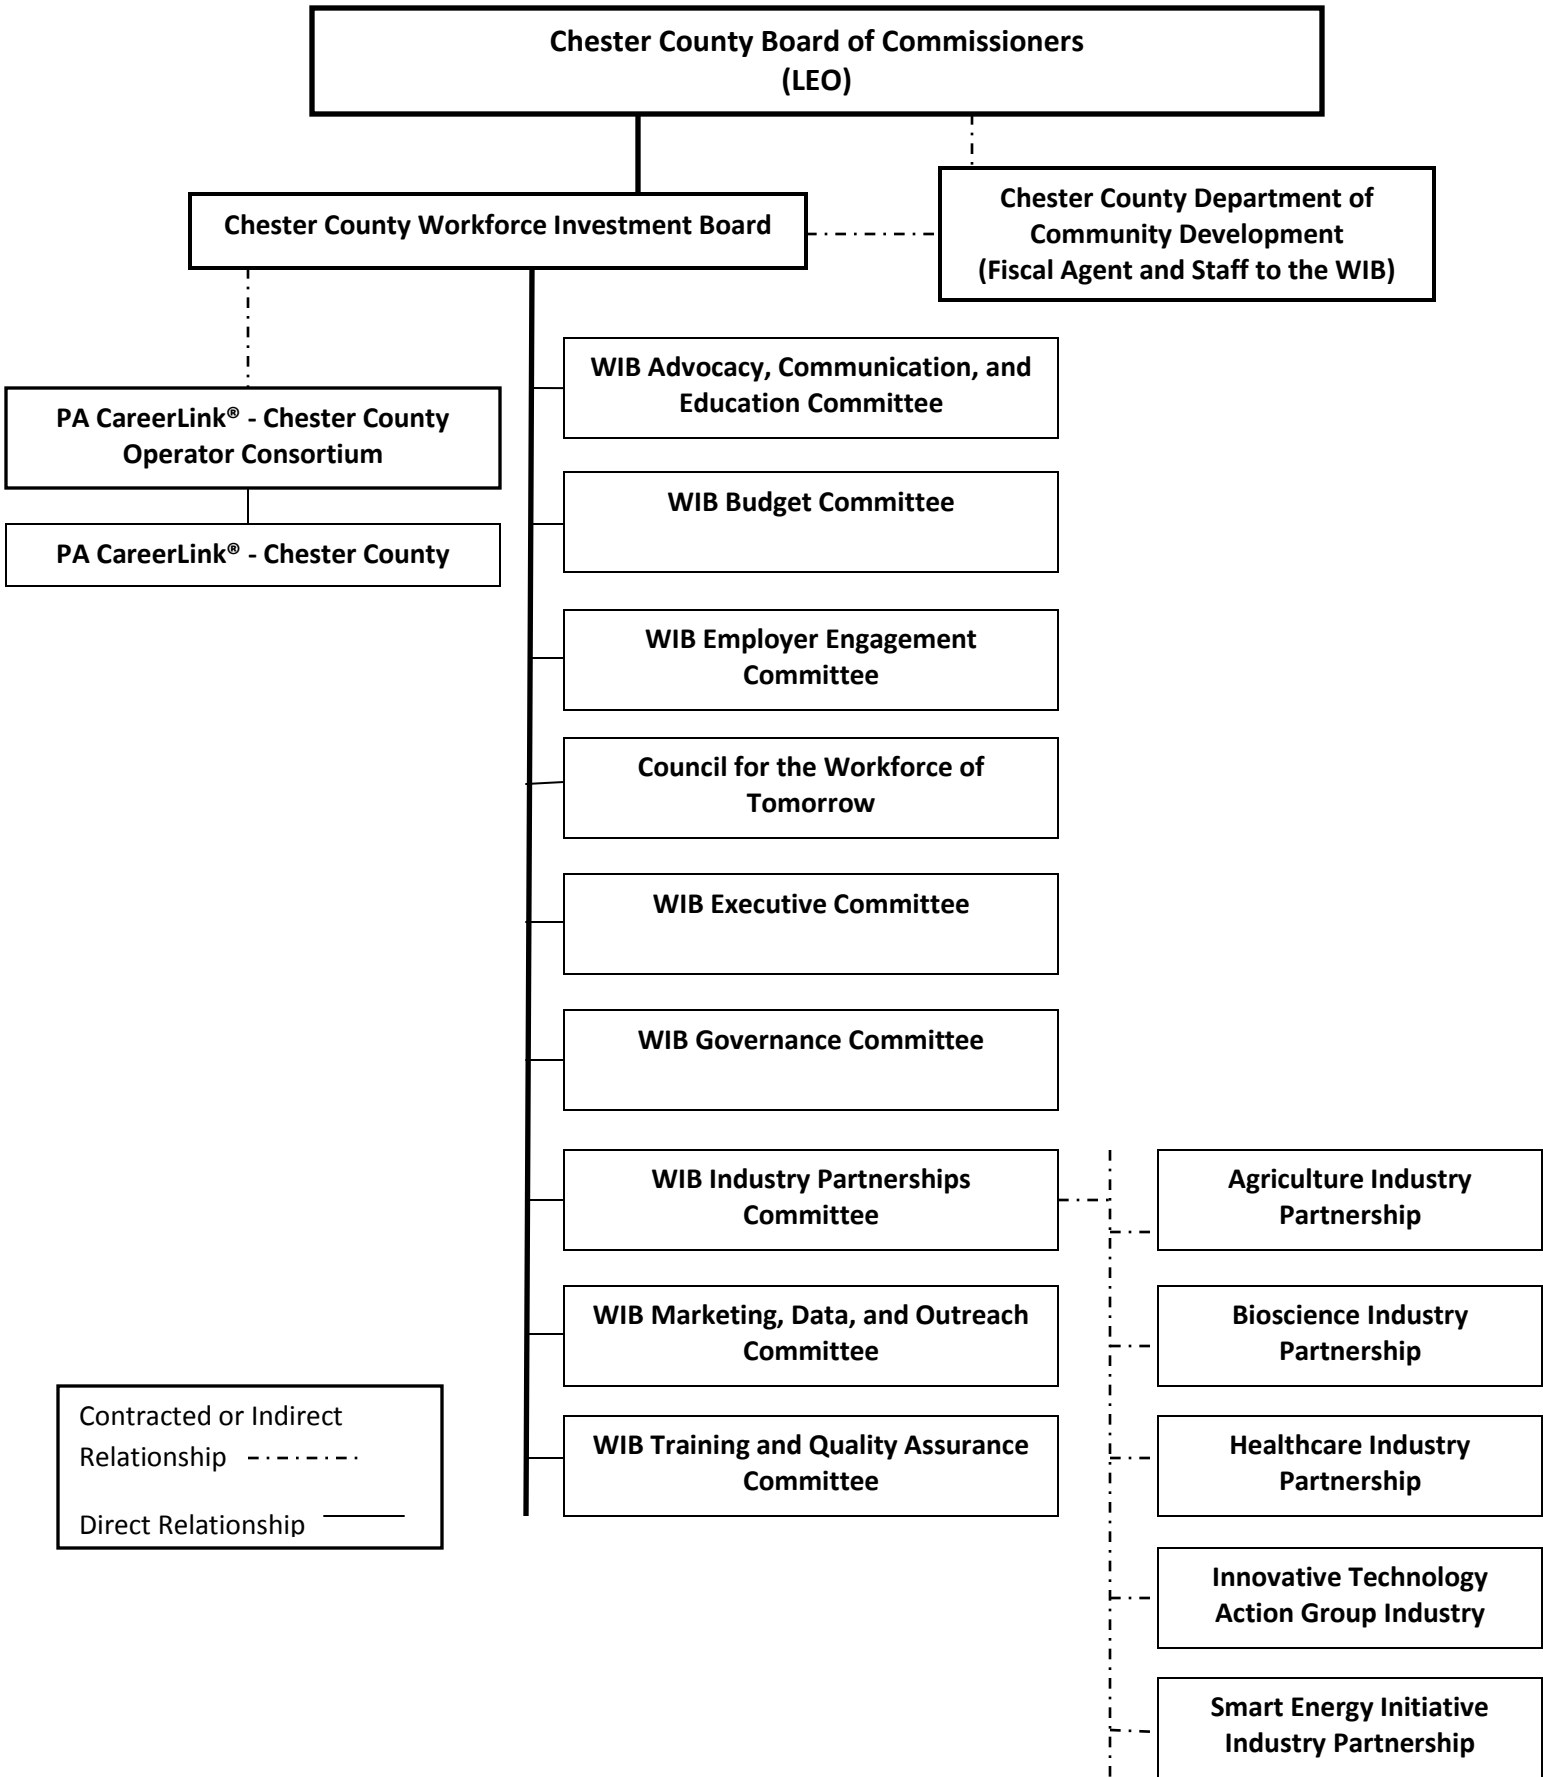 Chester County Board of Commissioners
(LEO)
Chester County Workforce Investment Board
Chester County Department of
Community Development
(Fiscal Agent and Staff to the WIB)
WIB Advocacy, Communication, and
Education Committee
PA CareerLink® - Chester County
Operator Consortium
WIB Budget Committee
PA CareerLink® - Chester County
WIB Employer Engagement
Committee
Council for the Workforce of
Tomorrow
WIB Executive Committee
WIB Governance Committee
WIB Industry Partnerships
Committee
Agriculture Industry
Partnership
WIB Marketing, Data, and Outreach
Committee
Bioscience Industry
Partnership
WIB Training and Quality Assurance
Committee
Healthcare Industry
Partnership
Innovative Technology
Action Group Industry
Smart Energy Initiative
Industry Partnership
Contracted or Indirect
Relationship
Direct Relationship